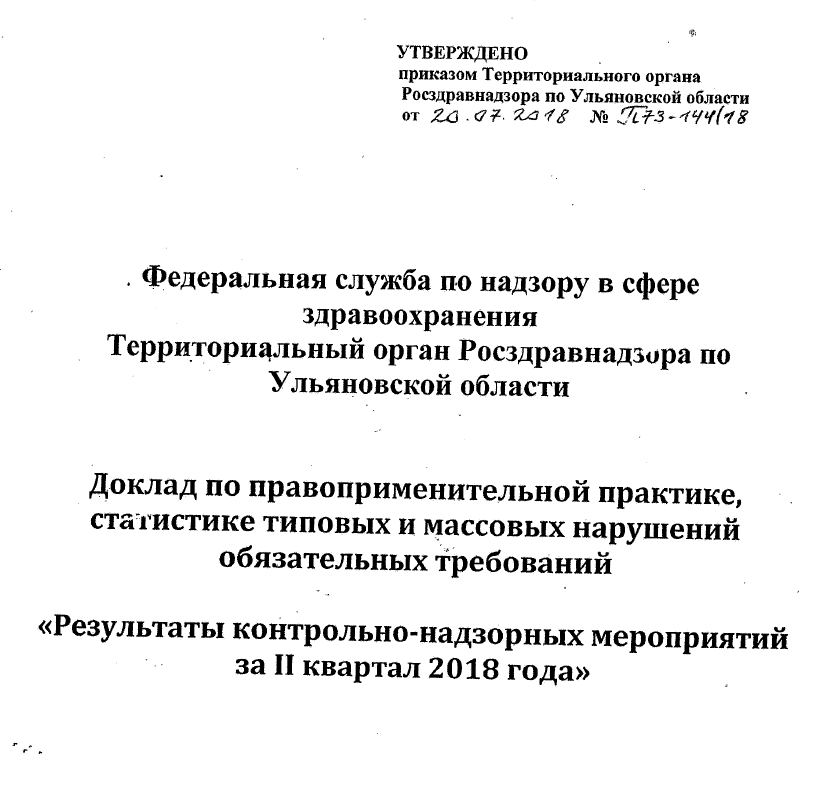 УТВЕРЖДЕНО
приказом Территориального органа
Росздравнадзора по Ульяновской области
от 20.07.2018 № П73-144/18
Федеральная служба по надзору в сфере
здравоохранения
Территориальный орган Росздравнадзора по
Ульяновской области
Доклад по правоприменительной практике,
статистике типовых и массовых нарушений
обязательных требований
«Результаты контрольно-надзорных мероприятий
за II квартал 2018 года»